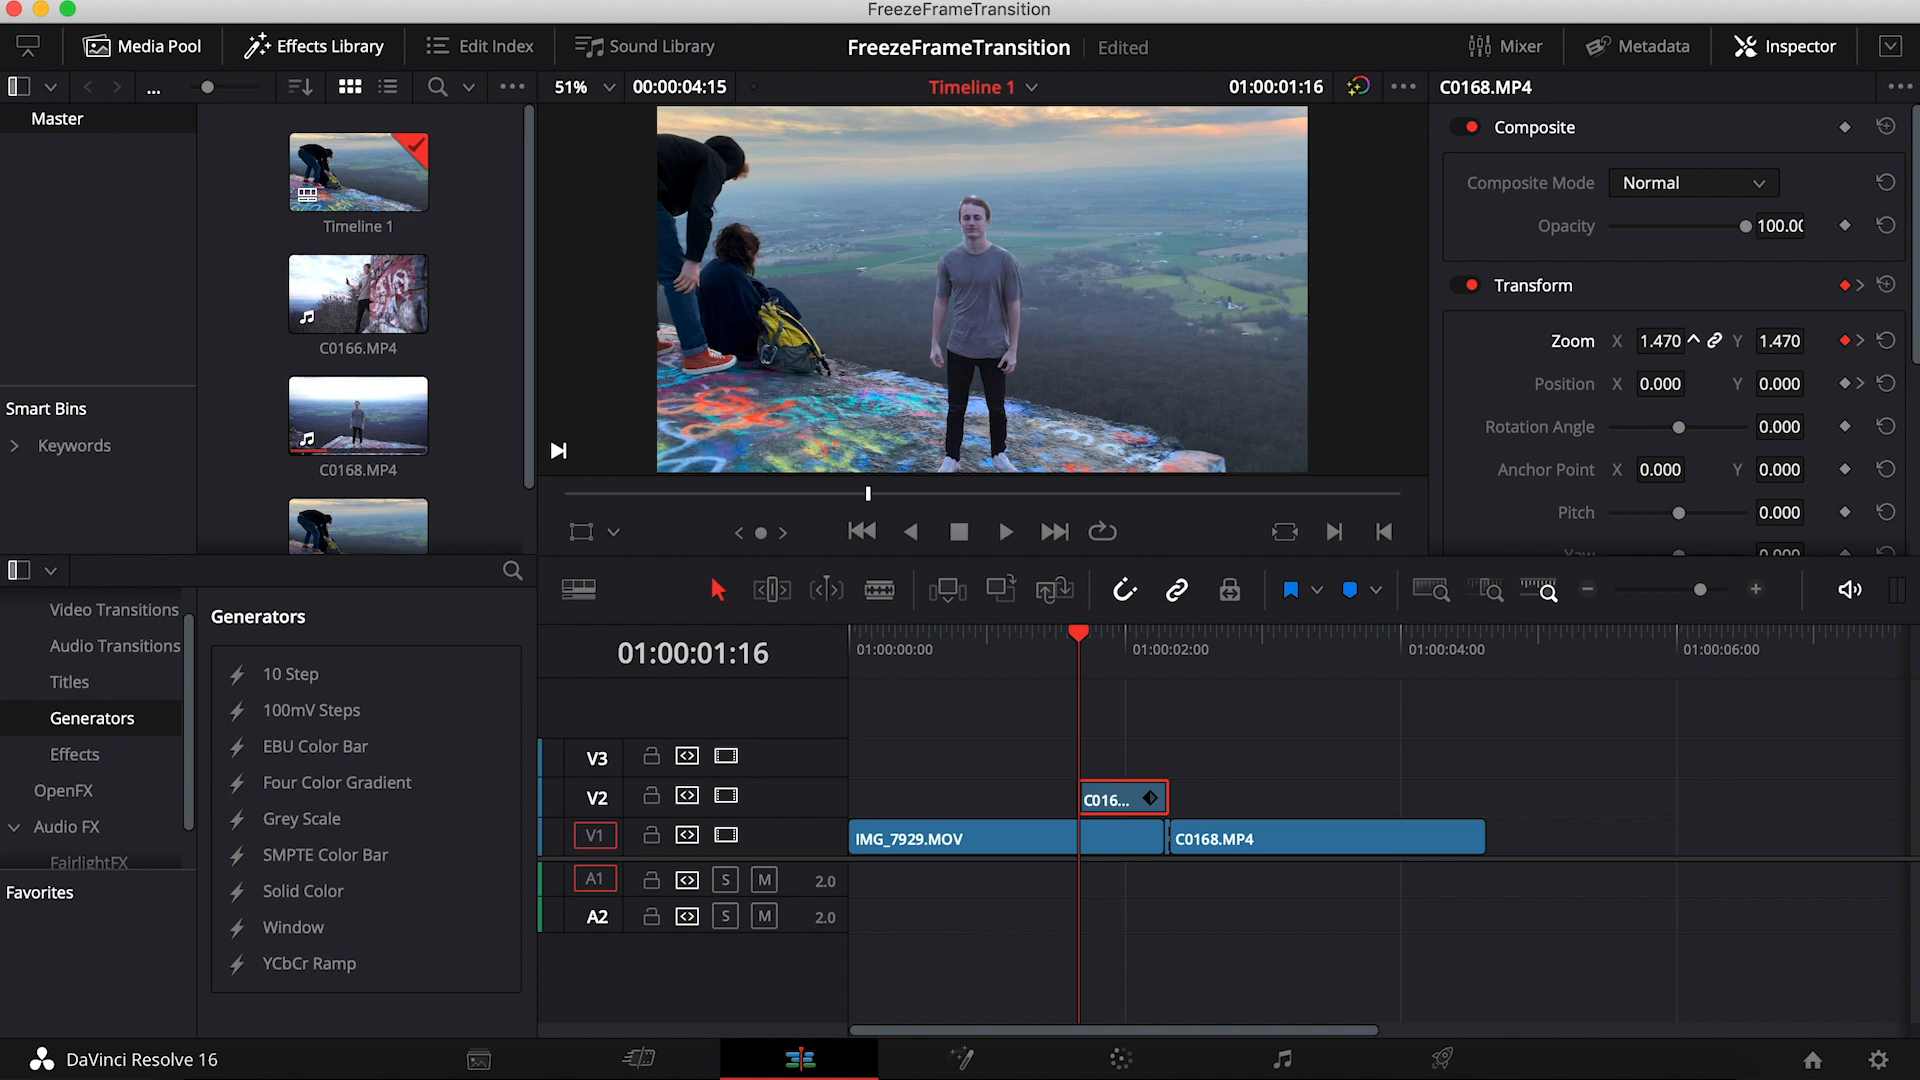 FreezeFrameTransition
Media Pool
Effects Library
Edit Index
Sound Library
FreezeFrameTransition
Edited
Mixer
Metadata
Inspector
...
51%
00:00:04:15
Timeline 1
01:00:01:16
C0168.MP4
Master
Timeline 1
C0166.MP4
C0168.MP4
Smart Bins
Keywords
Composite
Composite Mode
Normal
Opacity
100.00
Transform
Zoom X 1.470 Y 1.470
Position X 0.000 Y 0.000
Rotation Angle 0.000
Anchor Point X 0.000 Y 0.000
Pitch 0.000
Yaw 0.000
Video Transitions
Audio Transitions
Titles
Generators
Effects
OpenFX
Audio FX
FairlightFX
Favorites
Generators
10 Step
100mV Steps
EBU Color Bar
Four Color Gradient
Grey Scale
SMPTE Color Bar
Solid Color
Window
YCbCr Ramp
01:00:01:16
01:00:00:00
01:00:02:00
01:00:04:00
01:00:06:00
V3
V2
C016...
V1
IMG_7929.MOV
C0168.MP4
A1 S M 2.0
A2 S M 2.0
DaVinci Resolve 16